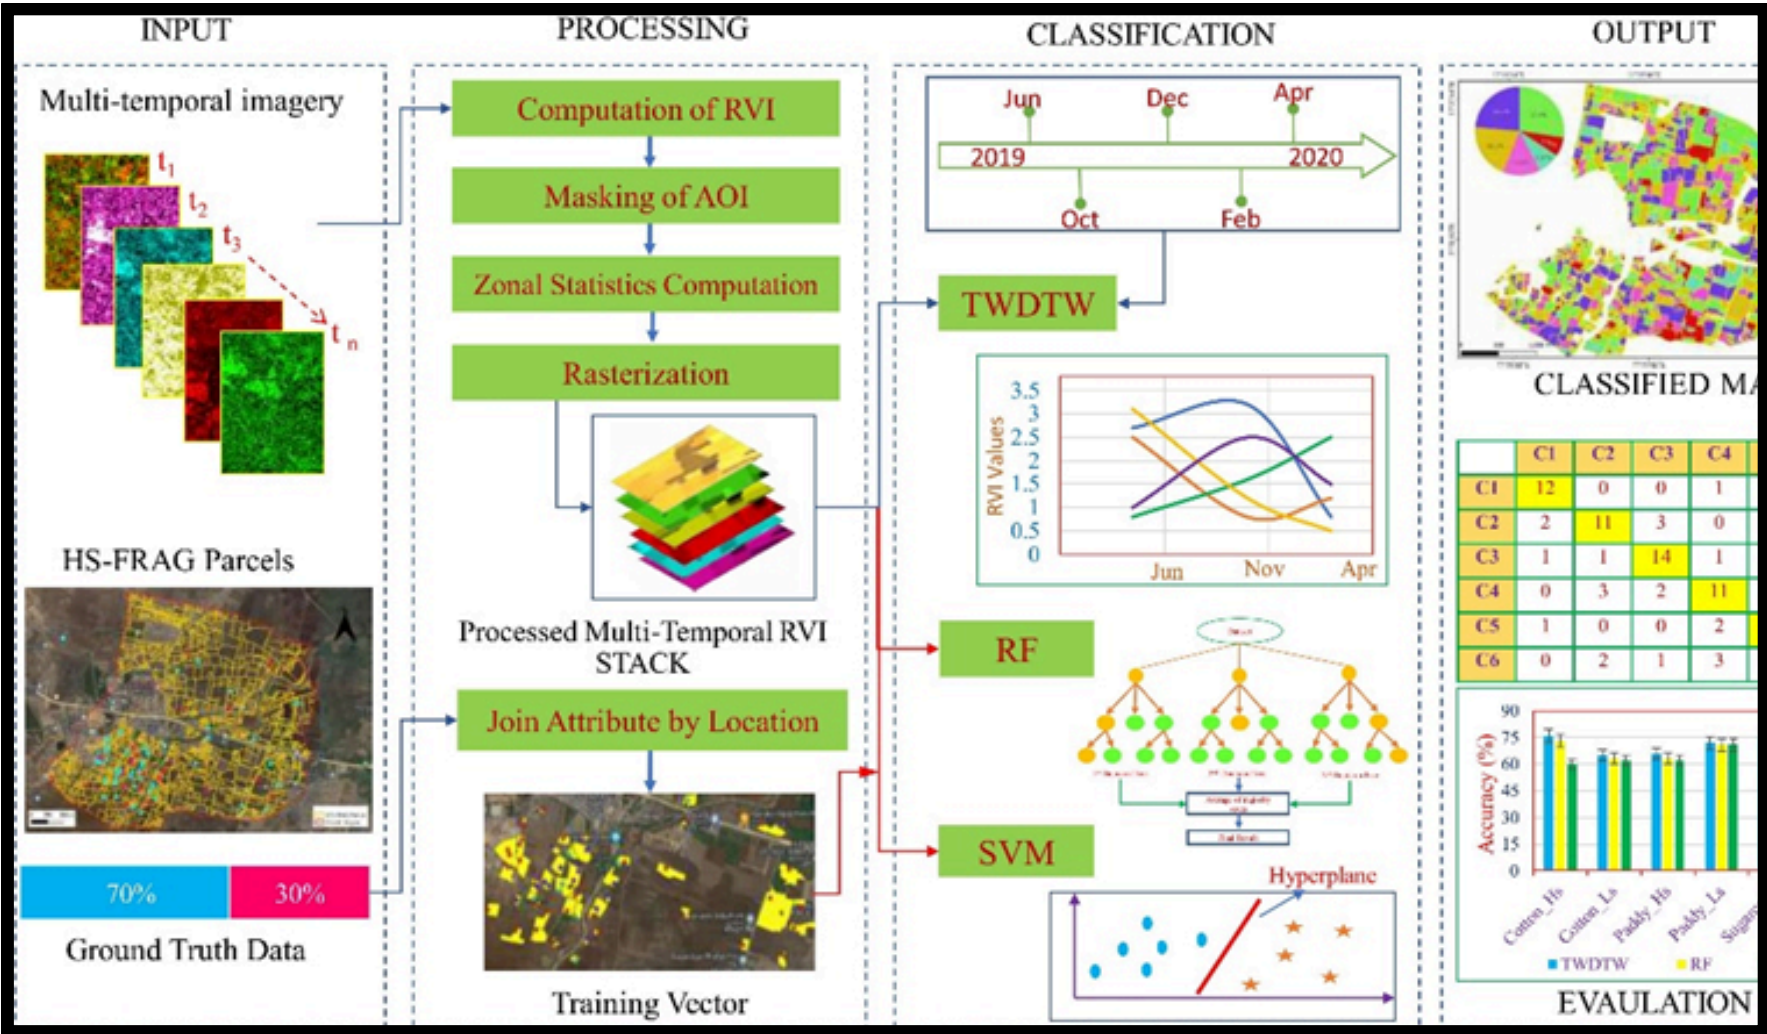 INPUT
PROCESSING
CLASSIFICATION
OUTPUT
Multi-temporal imagery
t1
t2
t3
t n
HS-FRAG Parcels
70%
30%
Ground Truth Data
Computation of RVI
Masking of AOI
Zonal Statistics Computation
Rasterization
Processed Multi-Temporal RVI
STACK
Join Attribute by Location
Training Vector
Jun
Dec
Apr
2019
2020
Oct
Feb
TWDTW
RVI Values
3.5
3
2.5
2
1.5
1
0.5
0
Jun
Nov
Apr
RF
SVM
Hyperplane
CLASSIFIED MA
C1 C2 C3 C4
C1 12 0 0 1
C2 2 11 3 0
C3 1 1 14 1
C4 0 3 2 11
C5 1 0 0 2
C6 0 2 1 3
Accuracy (%)
90
75
60
45
30
15
0
Cotton_Hs
Cotton_Ls
Paddy_Hs
Paddy_Ls
Sugar
TWDTW
RF
EVAULATION